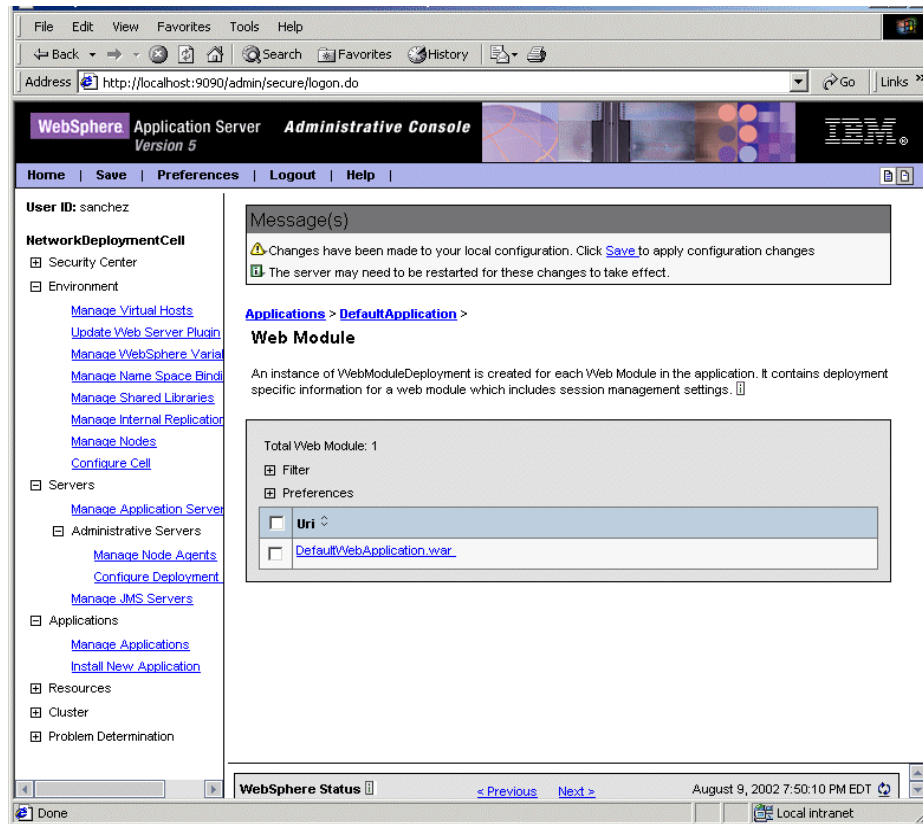 File Edit View Favorites Tools Help
Back Search Favorites History
Address http://localhost:9090/admin/secure/logon.do Go Links »
WebSphere Application Server Administrative Console
Version 5
IBM
Home | Save | Preferences | Logout | Help |
User ID: sanchez
NetworkDeploymentCell
Security Center
Environment
Manage Virtual Hosts
Update Web Server Plugin
Manage WebSphere Varial
Manage Name Space Bindi
Manage Shared Libraries
Manage Internal Replication
Manage Nodes
Configure Cell
Servers
Manage Application Server
Administrative Servers
Manage Node Agents
Configure Deployment
Manage JMS Servers
Applications
Manage Applications
Install New Application
Resources
Cluster
Problem Determination
Message(s)
Changes have been made to your local configuration. Click Save to apply configuration changes
The server may need to be restarted for these changes to take effect.
Applications > DefaultApplication >
Web Module
An instance of WebModuleDeployment is created for each Web Module in the application. It contains deployment
specific information for a web module which includes session management settings.
Total Web Module: 1
Filter
Preferences
Uri
DefaultWebApplication.war
WebSphere Status < Previous Next > August 9, 2002 7:50:10 PM EDT
Done Local intranet